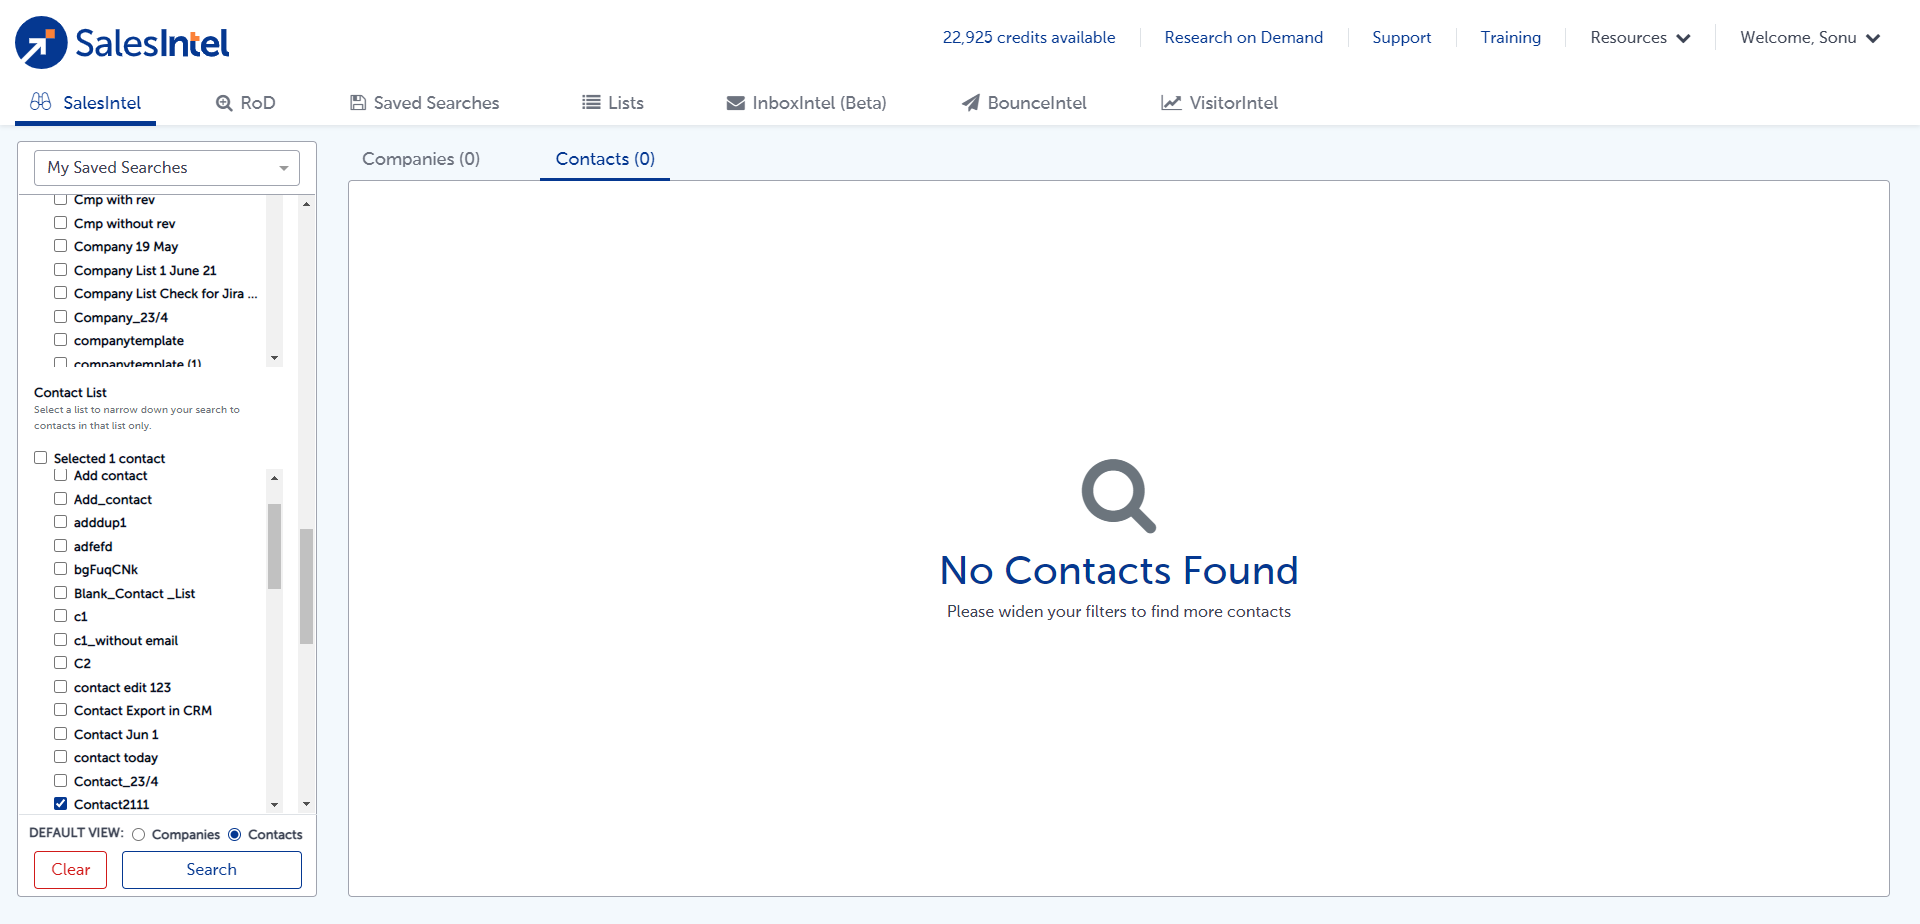 SalesIntel
22,925 credits available
Research on Demand
Support
Training
Resources
Welcome, Sonu
SalesIntel
RoD
Saved Searches
Lists
InboxIntel (Beta)
BounceIntel
VisitorIntel
My Saved Searches
Cmp with rev
Cmp without rev
Company 19 May
Company List 1 June 21
Company List Check for Jira ...
Company_23/4
companytemplate
companytemplate (1)
Contact List
Select a list to narrow down your search to
contacts in that list only.
Selected 1 contact
Add contact
Add_contact
adddup1
adfefd
bgFuqCNk
Blank_Contact _List
c1
c1_without email
C2
contact edit 123
Contact Export in CRM
Contact Jun 1
contact today
Contact_23/4
Contact2111
DEFAULT VIEW:
Companies
Contacts
Clear
Search
Companies (0)
Contacts (0)
No Contacts Found
Please widen your filters to find more contacts